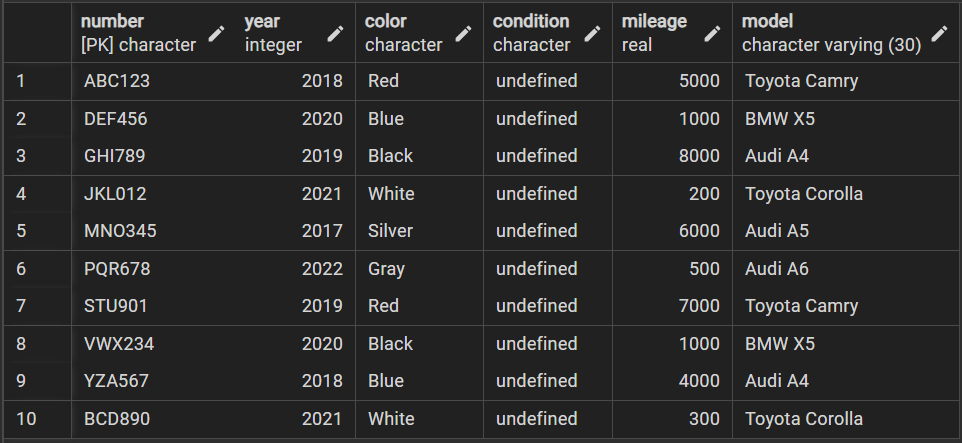 number year color condition mileage model
[PK] character integer character character real character varying (30)
1 ABC123 2018 Red undefined 5000 Toyota Camry
2 DEF456 2020 Blue undefined 1000 BMW X5
3 GHI789 2019 Black undefined 8000 Audi A4
4 JKL012 2021 White undefined 200 Toyota Corolla
5 MNO345 2017 Silver undefined 6000 Audi A5
6 PQR678 2022 Gray undefined 500 Audi A6
7 STU901 2019 Red undefined 7000 Toyota Camry
8 VWX234 2020 Black undefined 1000 BMW X5
9 YZA567 2018 Blue undefined 4000 Audi A4
10 BCD890 2021 White undefined 300 Toyota Corolla